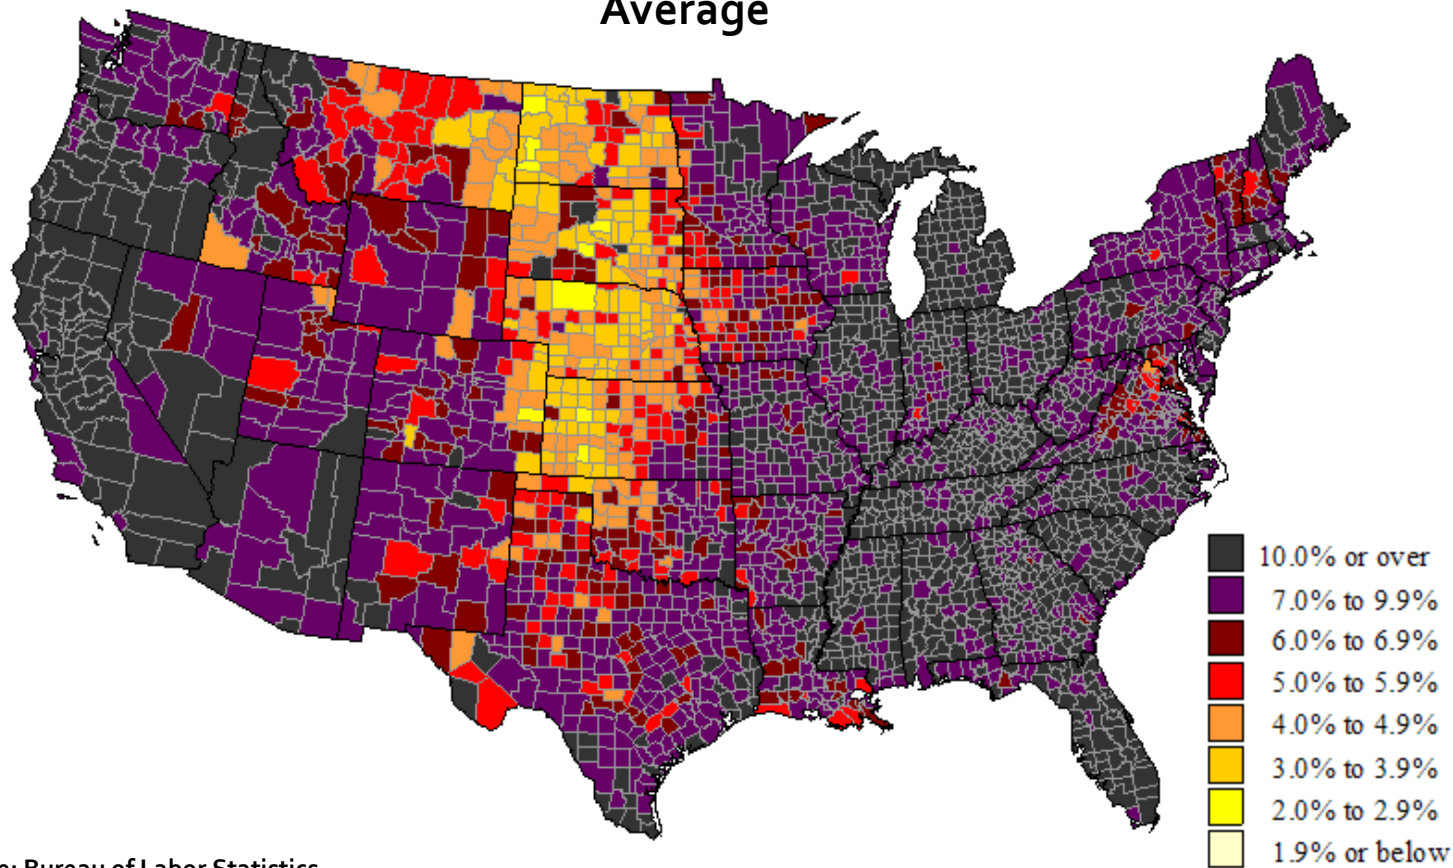 Average
10.0% or over
7.0% to 9.9%
6.0% to 6.9%
5.0% to 5.9%
4.0% to 4.9%
3.0% to 3.9%
2.0% to 2.9%
1.9% or below
Bureau of Labor Statistics